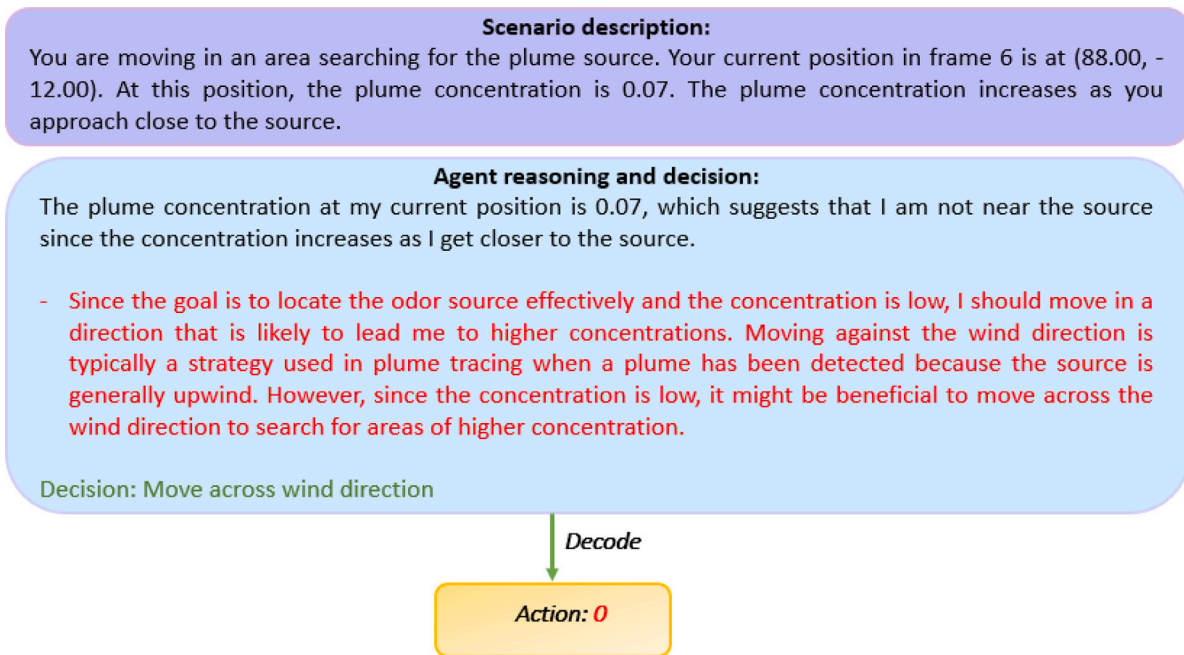 Scenario description:
You are moving in an area searching for the plume source. Your current position in frame 6 is at (88.00, -
12.00). At this position, the plume concentration is 0.07. The plume concentration increases as you
approach close to the source.
Agent reasoning and decision:
The plume concentration at my current position is 0.07, which suggests that I am not near the source
since the concentration increases as I get closer to the source.
- Since the goal is to locate the odor source effectively and the concentration is low, I should move in a
direction that is likely to lead me to higher concentrations. Moving against the wind direction is
typically a strategy used in plume tracing when a plume has been detected because the source is
generally upwind. However, since the concentration is low, it might be beneficial to move across the
wind direction to search for areas of higher concentration.
Decision: Move across wind direction
Decode
Action: 0